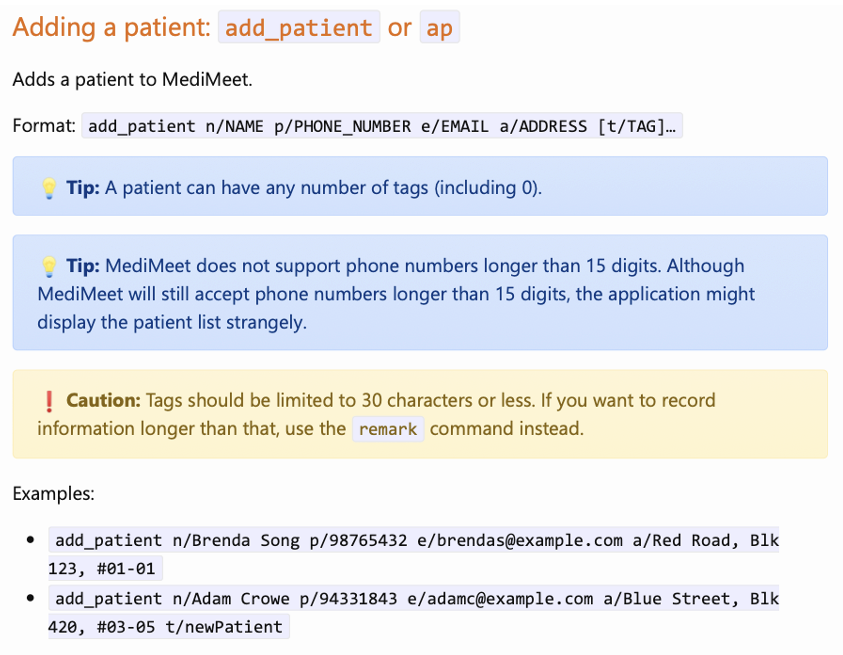 Adding a patient: add_patient or ap
Adds a patient to MediMeet.
Format: add_patient n/NAME p/PHONE_NUMBER e/EMAIL a/ADDRESS [t/TAG]…
💡 Tip: A patient can have any number of tags (including 0).
💡 Tip: MediMeet does not support phone numbers longer than 15 digits. Although
MediMeet will still accept phone numbers longer than 15 digits, the application might
display the patient list strangely.
❗ Caution: Tags should be limited to 30 characters or less. If you want to record
information longer than that, use the remark command instead.
Examples:
• add_patient n/Brenda Song p/98765432 e/brendas@example.com a/Red Road, Blk
123, #01-01
• add_patient n/Adam Crowe p/94331843 e/adamc@example.com a/Blue Street, Blk
420, #03-05 t/newPatient